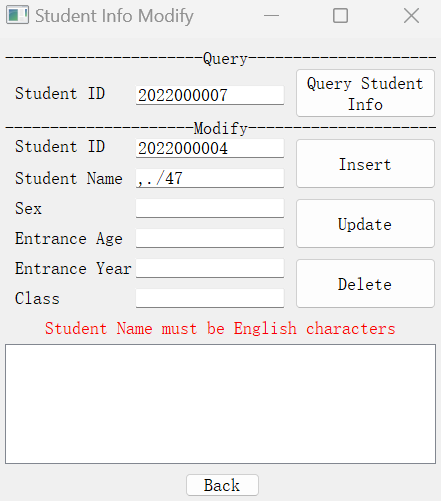 Student Info Modify
----------------------Query---------------------
Student ID 2022000007 Query Student
Info
---------------------Modify---------------------
Student ID 2022000004
Insert
Student Name ,./47
Sex
Update
Entrance Age
Entrance Year
Delete
Class
Student Name must be English characters
Back